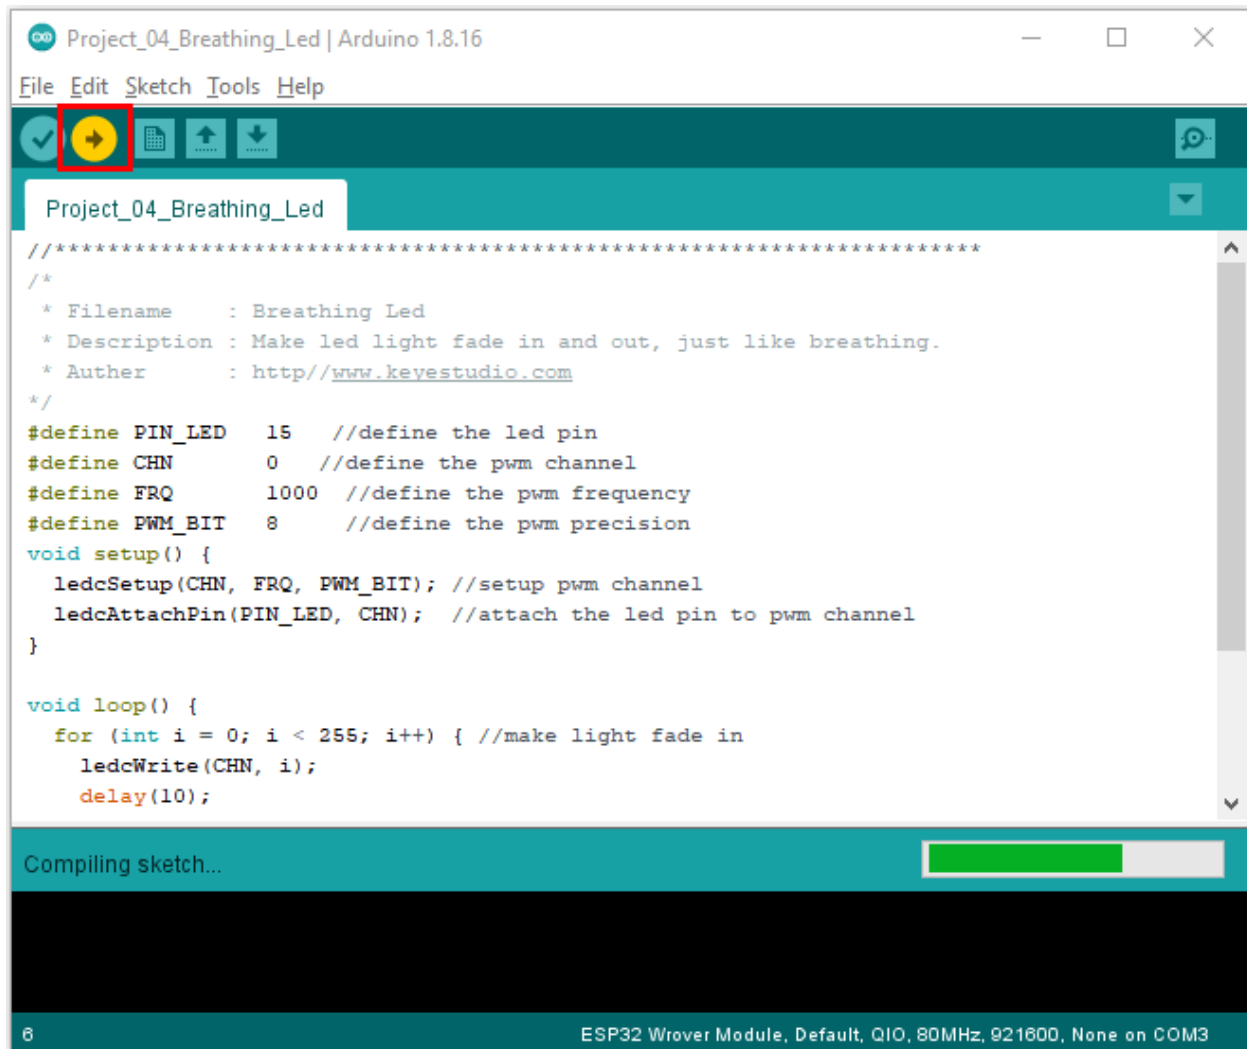 Project_04_Breathing_Led | Arduino 1.8.16
File Edit Sketch Tools Help
Project_04_Breathing_Led
//**********************************************************************
/*
 * Filename    : Breathing Led
 * Description : Make led light fade in and out, just like breathing.
 * Auther      : http//www.keyestudio.com
*/
#define PIN_LED   15   //define the led pin
#define CHN       0   //define the pwm channel
#define FRQ       1000  //define the pwm frequency
#define PWM_BIT   8     //define the pwm precision
void setup() {
  ledcSetup(CHN, FRQ, PWM_BIT); //setup pwm channel
  ledcAttachPin(PIN_LED, CHN);  //attach the led pin to pwm channel
}
void loop() {
  for (int i = 0; i < 255; i++) { //make light fade in
    ledcWrite(CHN, i);
    delay(10);
Compiling sketch...
6 ESP32 Wrover Module, Default, QIO, 80MHz, 921600, None on COM3